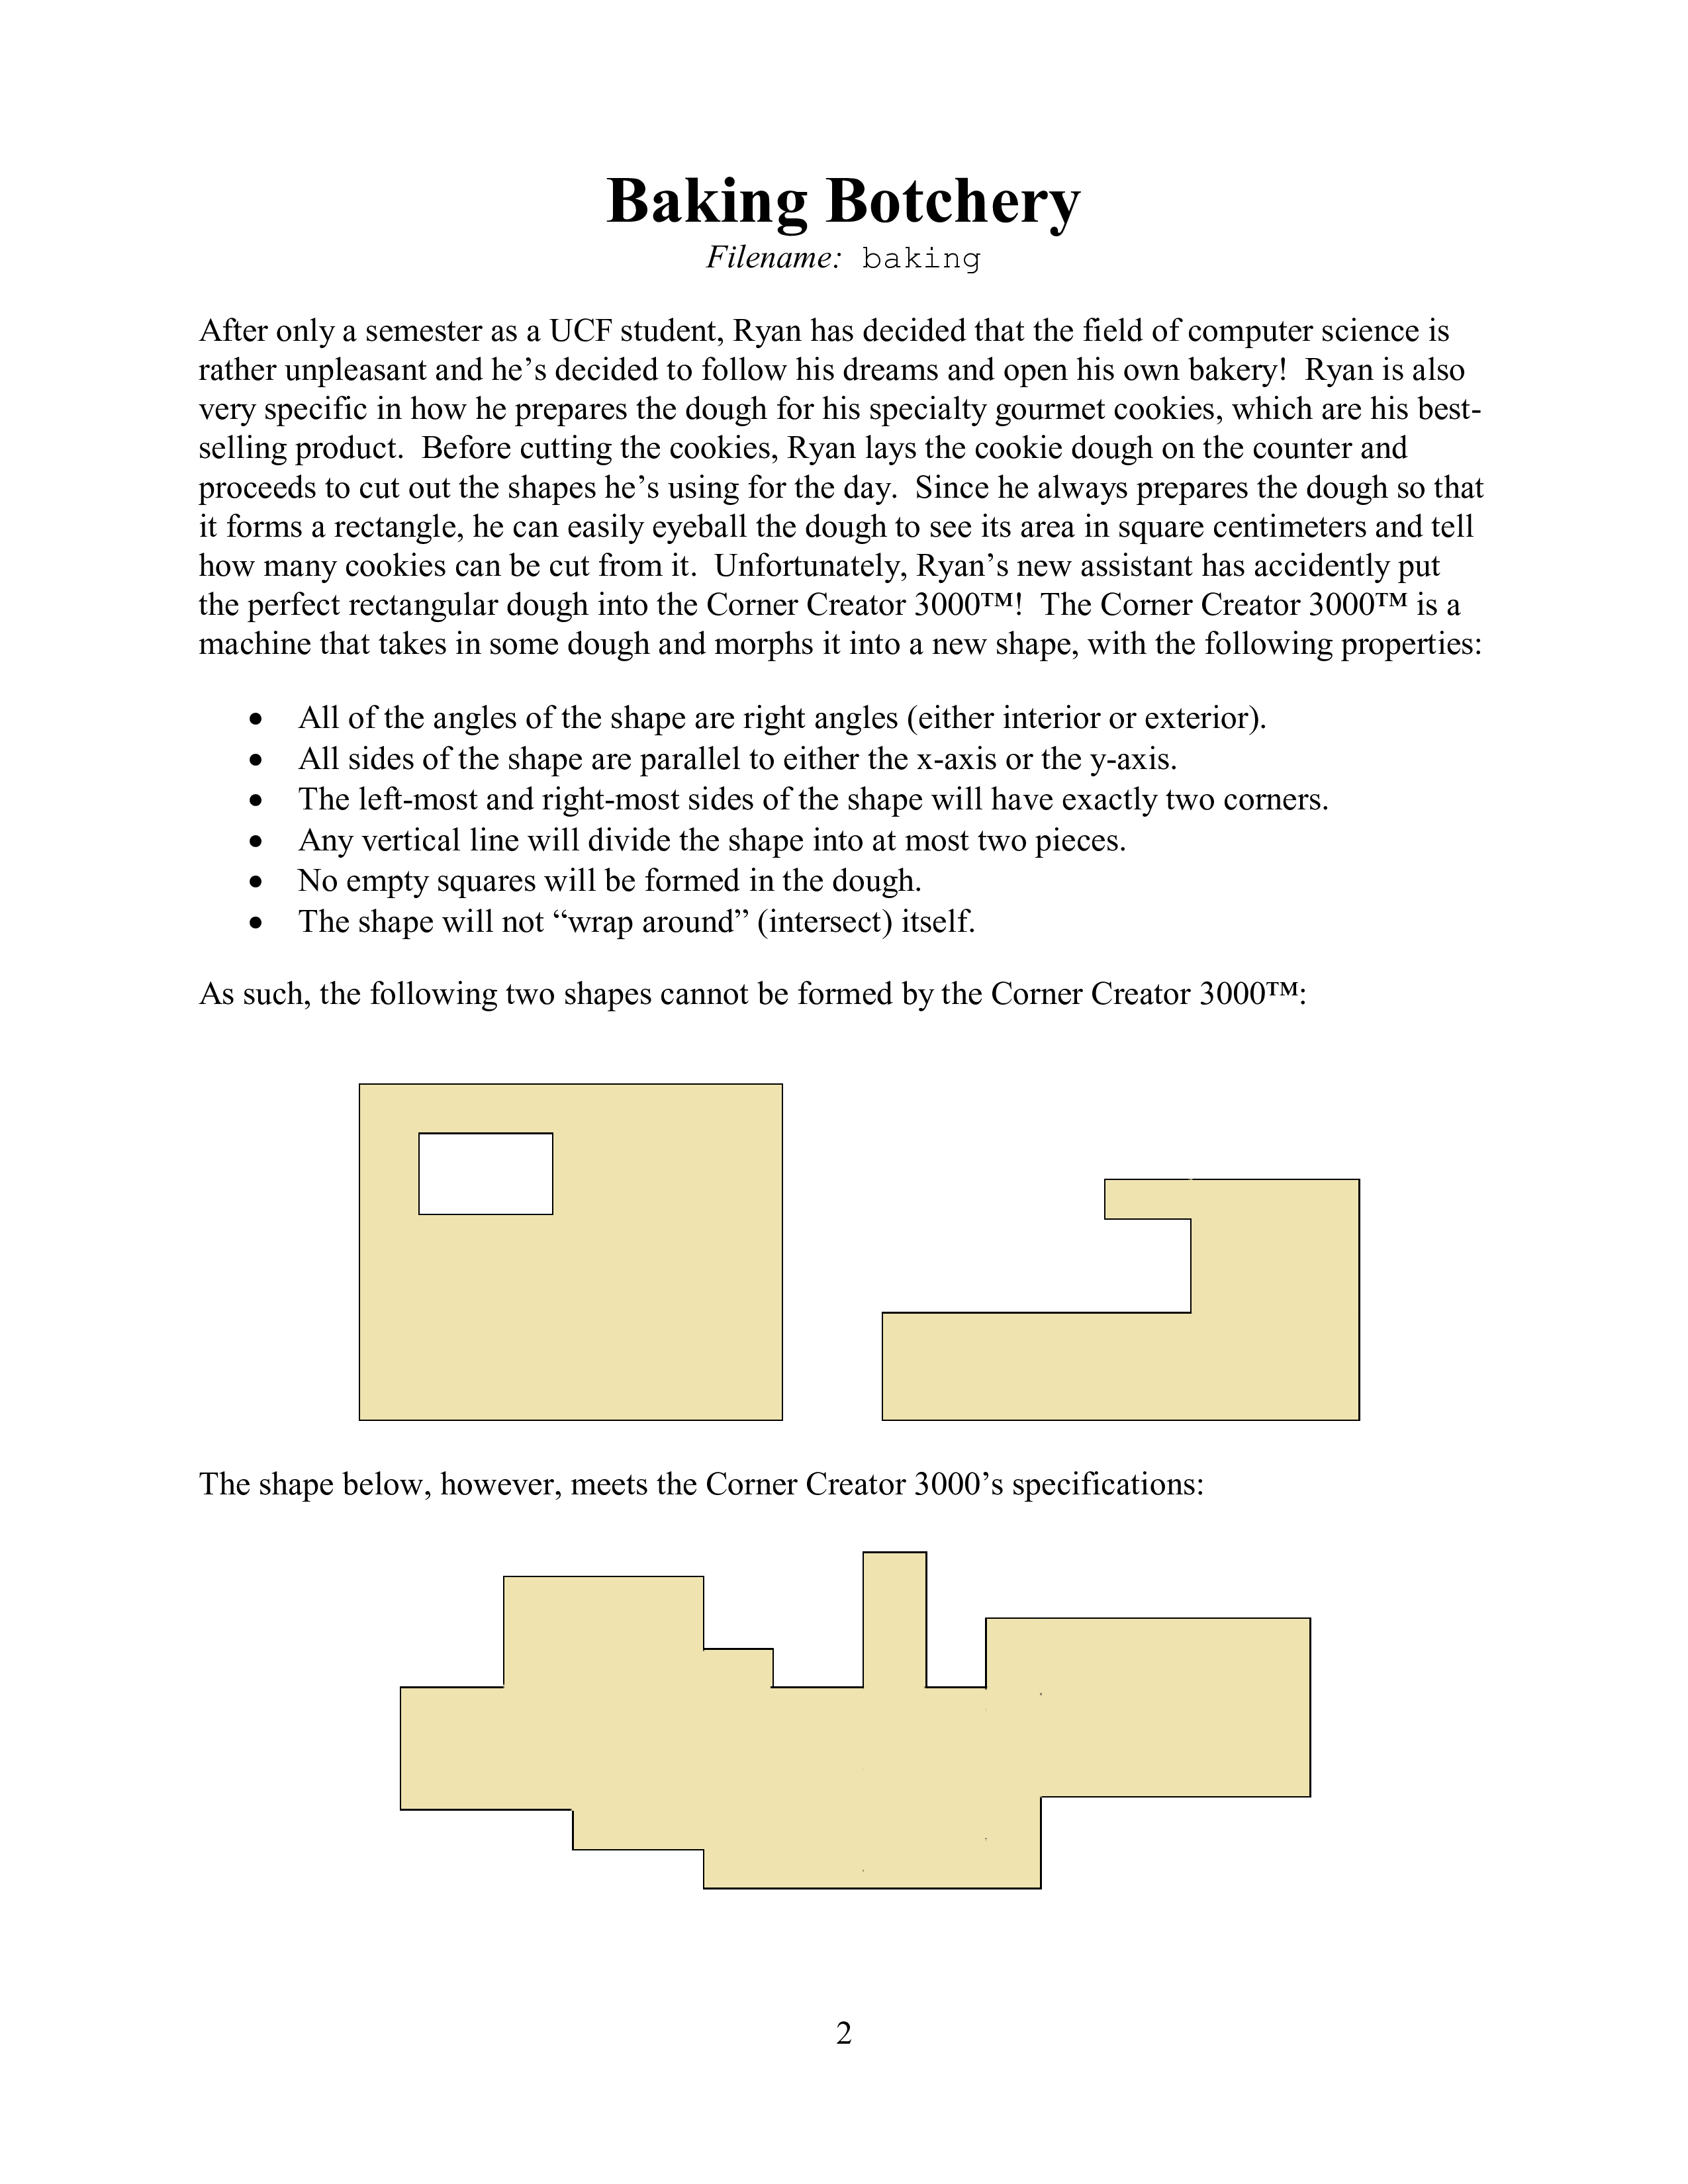 Baking Botchery
Filename: baking
After only a semester as a UCF student, Ryan has decided that the field of computer science is
rather unpleasant and he’s decided to follow his dreams and open his own bakery!  Ryan is also
very specific in how he prepares the dough for his specialty gourmet cookies, which are his best-
selling product.  Before cutting the cookies, Ryan lays the cookie dough on the counter and
proceeds to cut out the shapes he’s using for the day.  Since he always prepares the dough so that
it forms a rectangle, he can easily eyeball the dough to see its area in square centimeters and tell
how many cookies can be cut from it.  Unfortunately, Ryan’s new assistant has accidently put
the perfect rectangular dough into the Corner Creator 3000™!  The Corner Creator 3000™ is a
machine that takes in some dough and morphs it into a new shape, with the following properties:
• All of the angles of the shape are right angles (either interior or exterior).
• All sides of the shape are parallel to either the x-axis or the y-axis.
• The left-most and right-most sides of the shape will have exactly two corners.
• Any vertical line will divide the shape into at most two pieces.
• No empty squares will be formed in the dough.
• The shape will not “wrap around” (intersect) itself.
As such, the following two shapes cannot be formed by the Corner Creator 3000™:
The shape below, however, meets the Corner Creator 3000’s specifications:
2